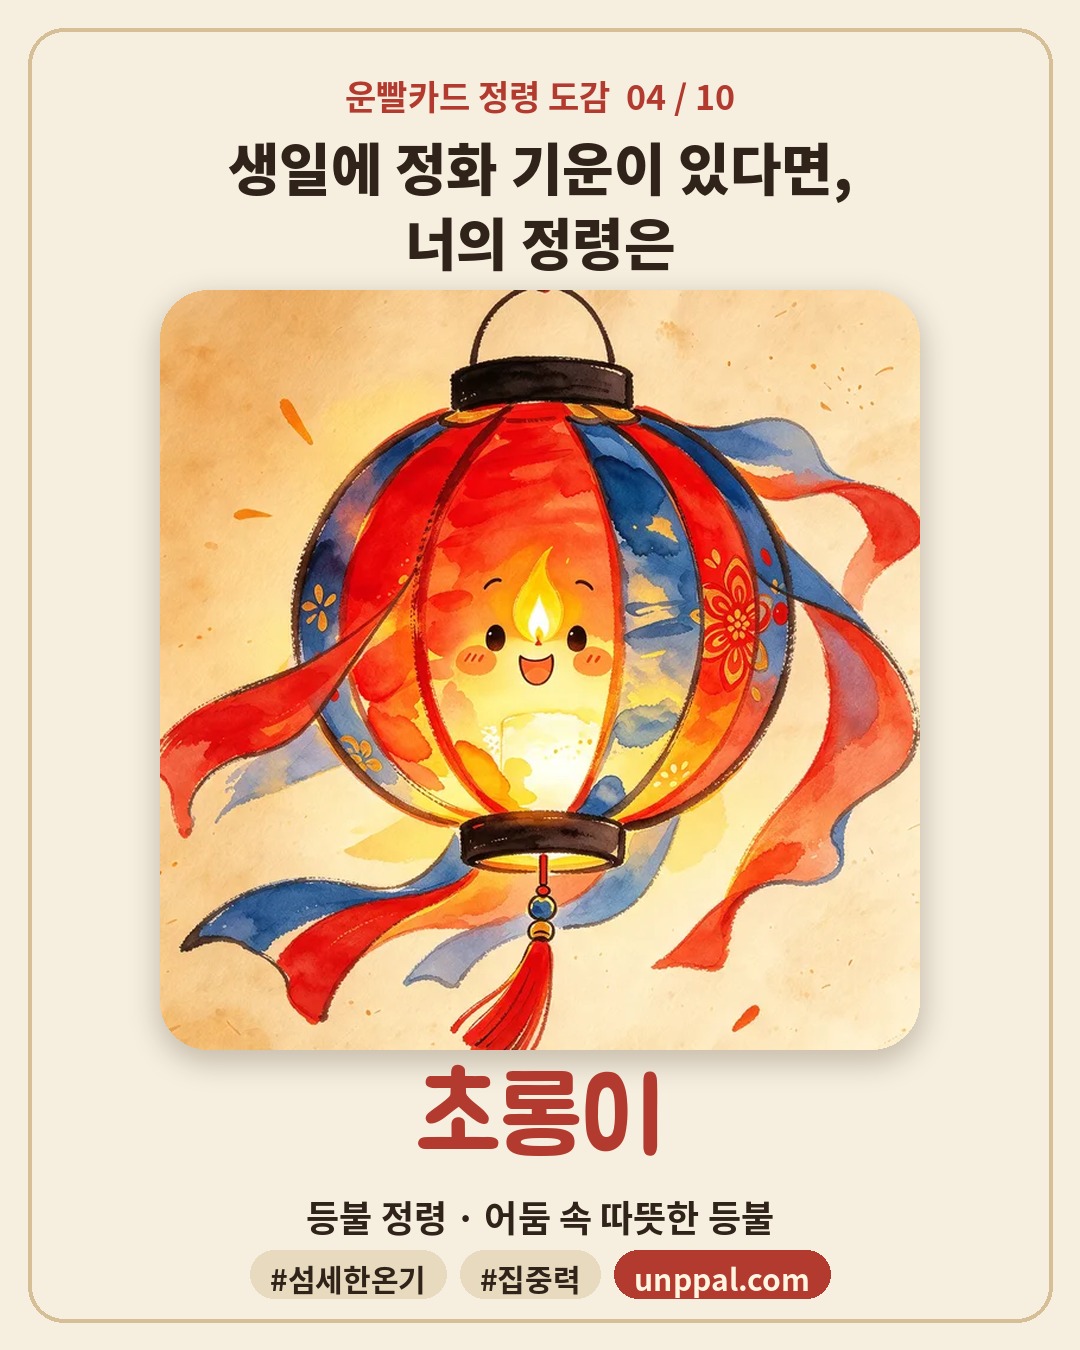 운빨카드 정령 도감 04 / 10
생일에 정화 기운이 있다면,
너의 정령은
초롱이
등불 정령 · 어둠 속 따뜻한 등불
#섬세한온기 #집중력 unppal.com